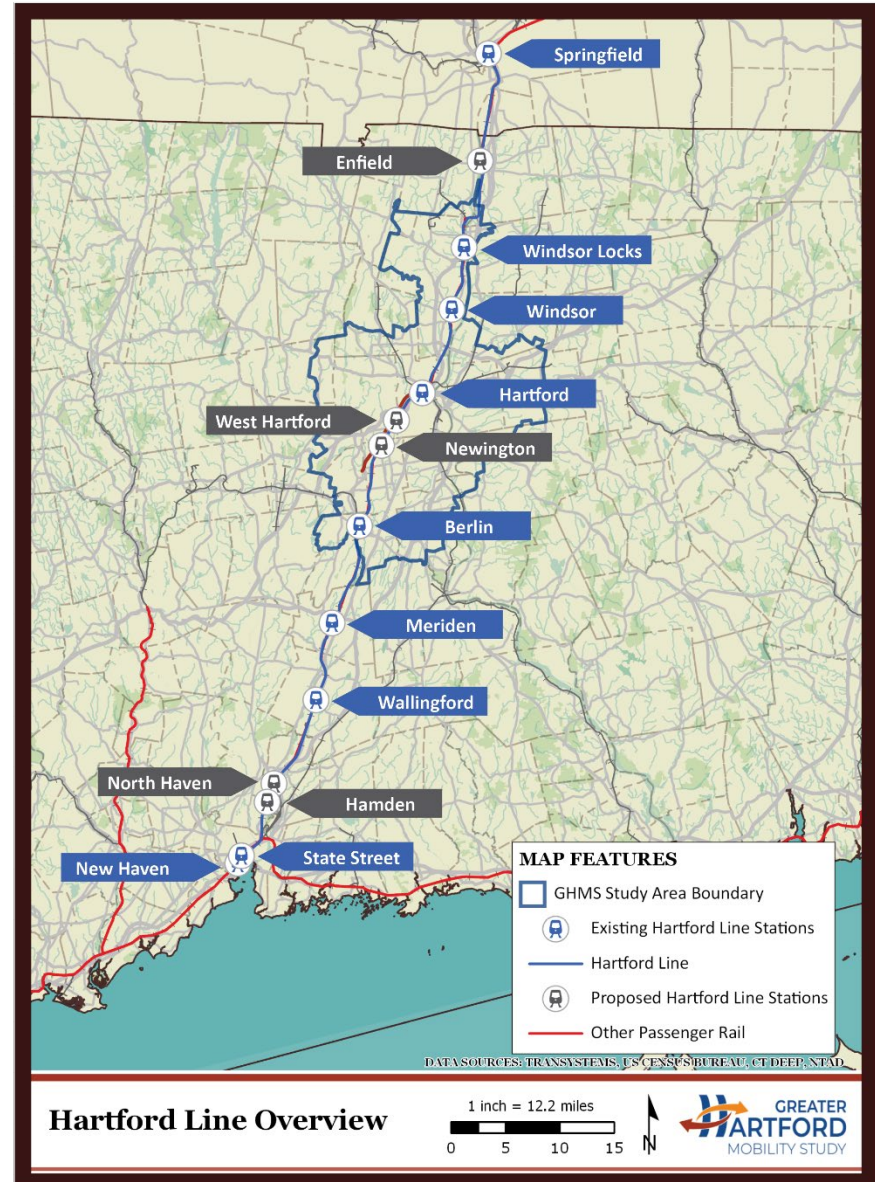 Springfield
Enfield
Windsor Locks
Windsor
Hartford
West Hartford
Newington
Berlin
Meriden
Wallingford
North Haven
Hamden
State Street
New Haven
MAP FEATURES
GHMS Study Area Boundary
Existing Hartford Line Stations
Hartford Line
Proposed Hartford Line Stations
Other Passenger Rail
DATA SOURCES: TRANSYSTEMS, US CENSUS BUREAU, CT DEEP, NTAD
Hartford Line Overview
1 inch = 12.2 miles
0 5 10 15
N
GREATER
HARTFORD
MOBILITY STUDY